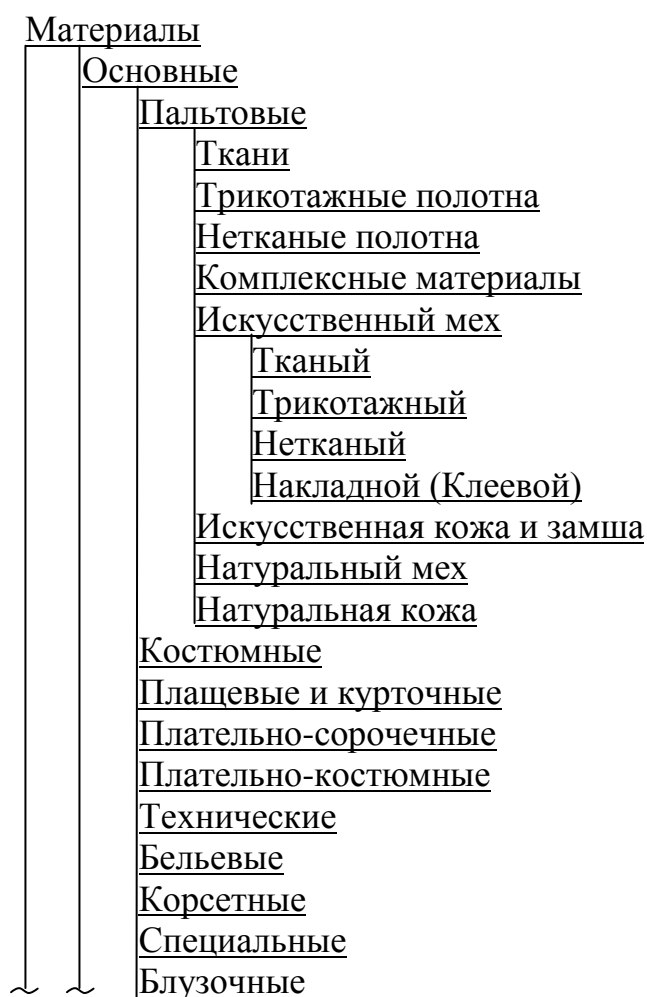 Материалы
Основные
Пальтовые
Ткани
Трикотажные полотна
Нетканые полотна
Комплексные материалы
Искусственный мех
Тканый
Трикотажный
Нетканый
Накладной (Клеевой)
Искусственная кожа и замша
Натуральный мех
Натуральная кожа
Костюмные
Плащевые и курточные
Плательно-сорочечные
Плательно-костюмные
Технические
Бельевые
Корсетные
Специальные
Блузочные